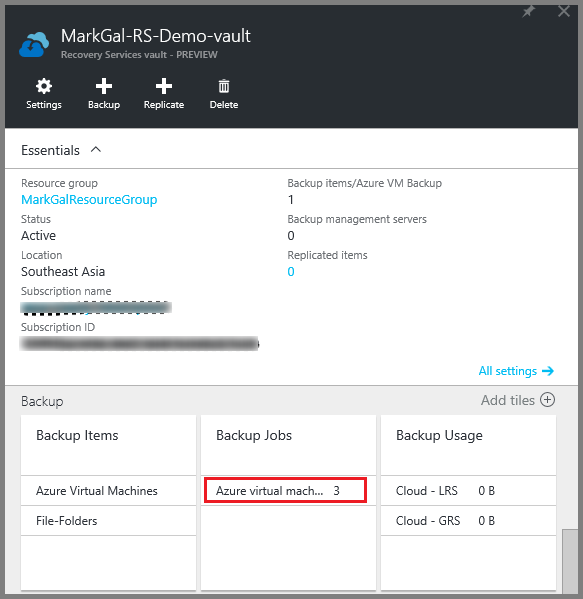 MarkGal-RS-Demo-vault
Recovery Services vault - PREVIEW
Settings
Backup
Replicate
Delete
Essentials
Resource group
MarkGalResourceGroup
Status
Active
Location
Southeast Asia
Subscription name
Subscription ID
Backup items/Azure VM Backup
1
Backup management servers
0
Replicated items
0
All settings
Backup
Add tiles
Backup Items
Azure Virtual Machines
File-Folders
Backup Jobs
Azure virtual mach... 3
Backup Usage
Cloud - LRS 0 B
Cloud - GRS 0 B